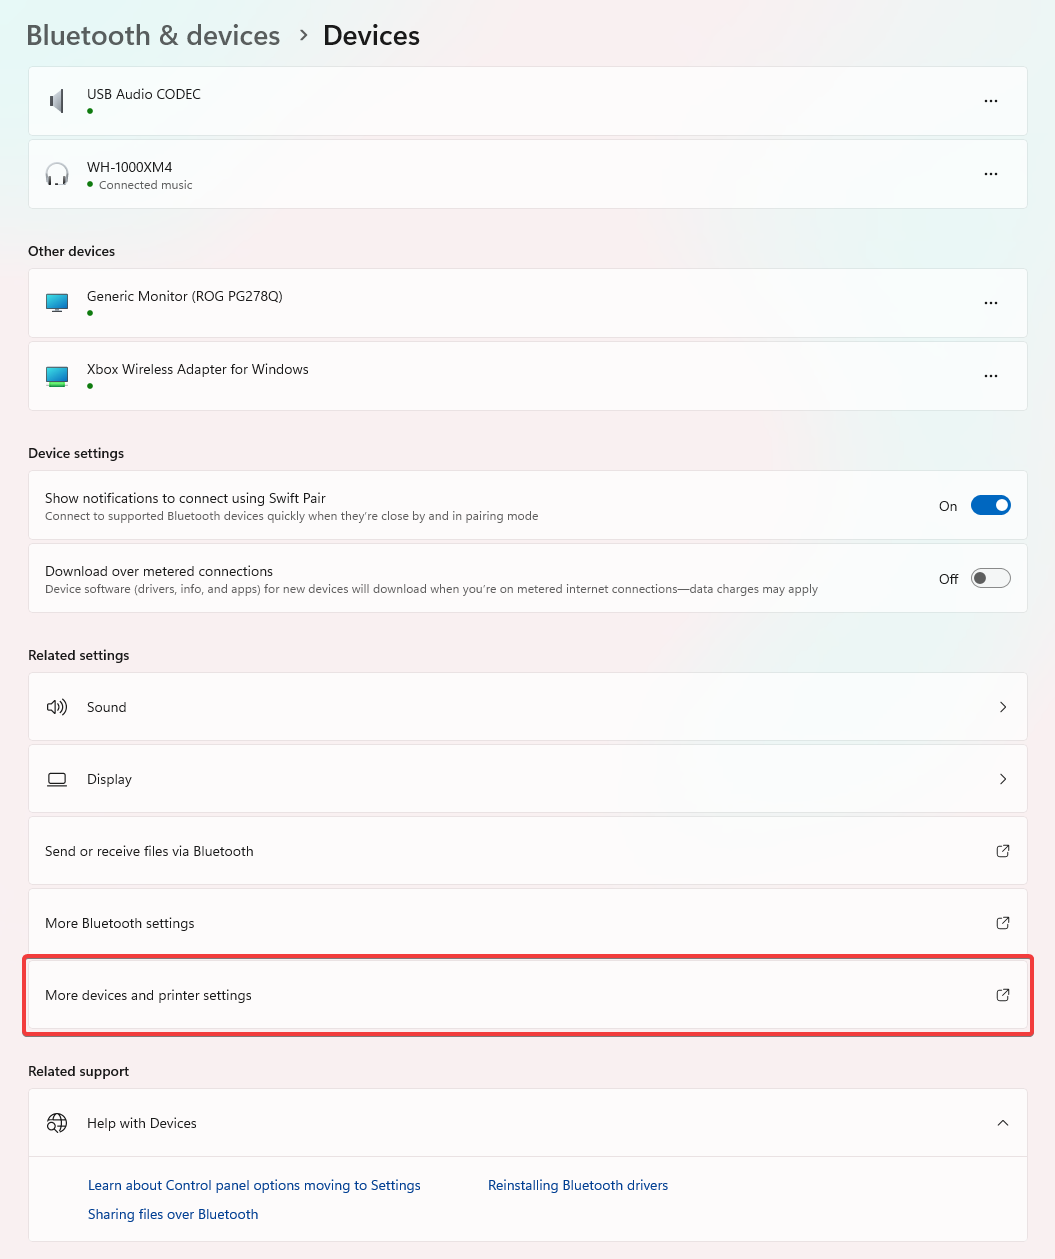 Bluetooth & devices > Devices
USB Audio CODEC
WH-1000XM4
Connected music
Other devices
Generic Monitor (ROG PG278Q)
Xbox Wireless Adapter for Windows
Device settings
Show notifications to connect using Swift Pair
On
Connect to supported Bluetooth devices quickly when they're close by and in pairing mode
Download over metered connections
Off
Device software (drivers, info, and apps) for new devices will download when you're on metered internet connections—data charges may apply
Related settings
Sound
Display
Send or receive files via Bluetooth
More Bluetooth settings
More devices and printer settings
Related support
Help with Devices
Learn about Control panel options moving to Settings
Reinstalling Bluetooth drivers
Sharing files over Bluetooth